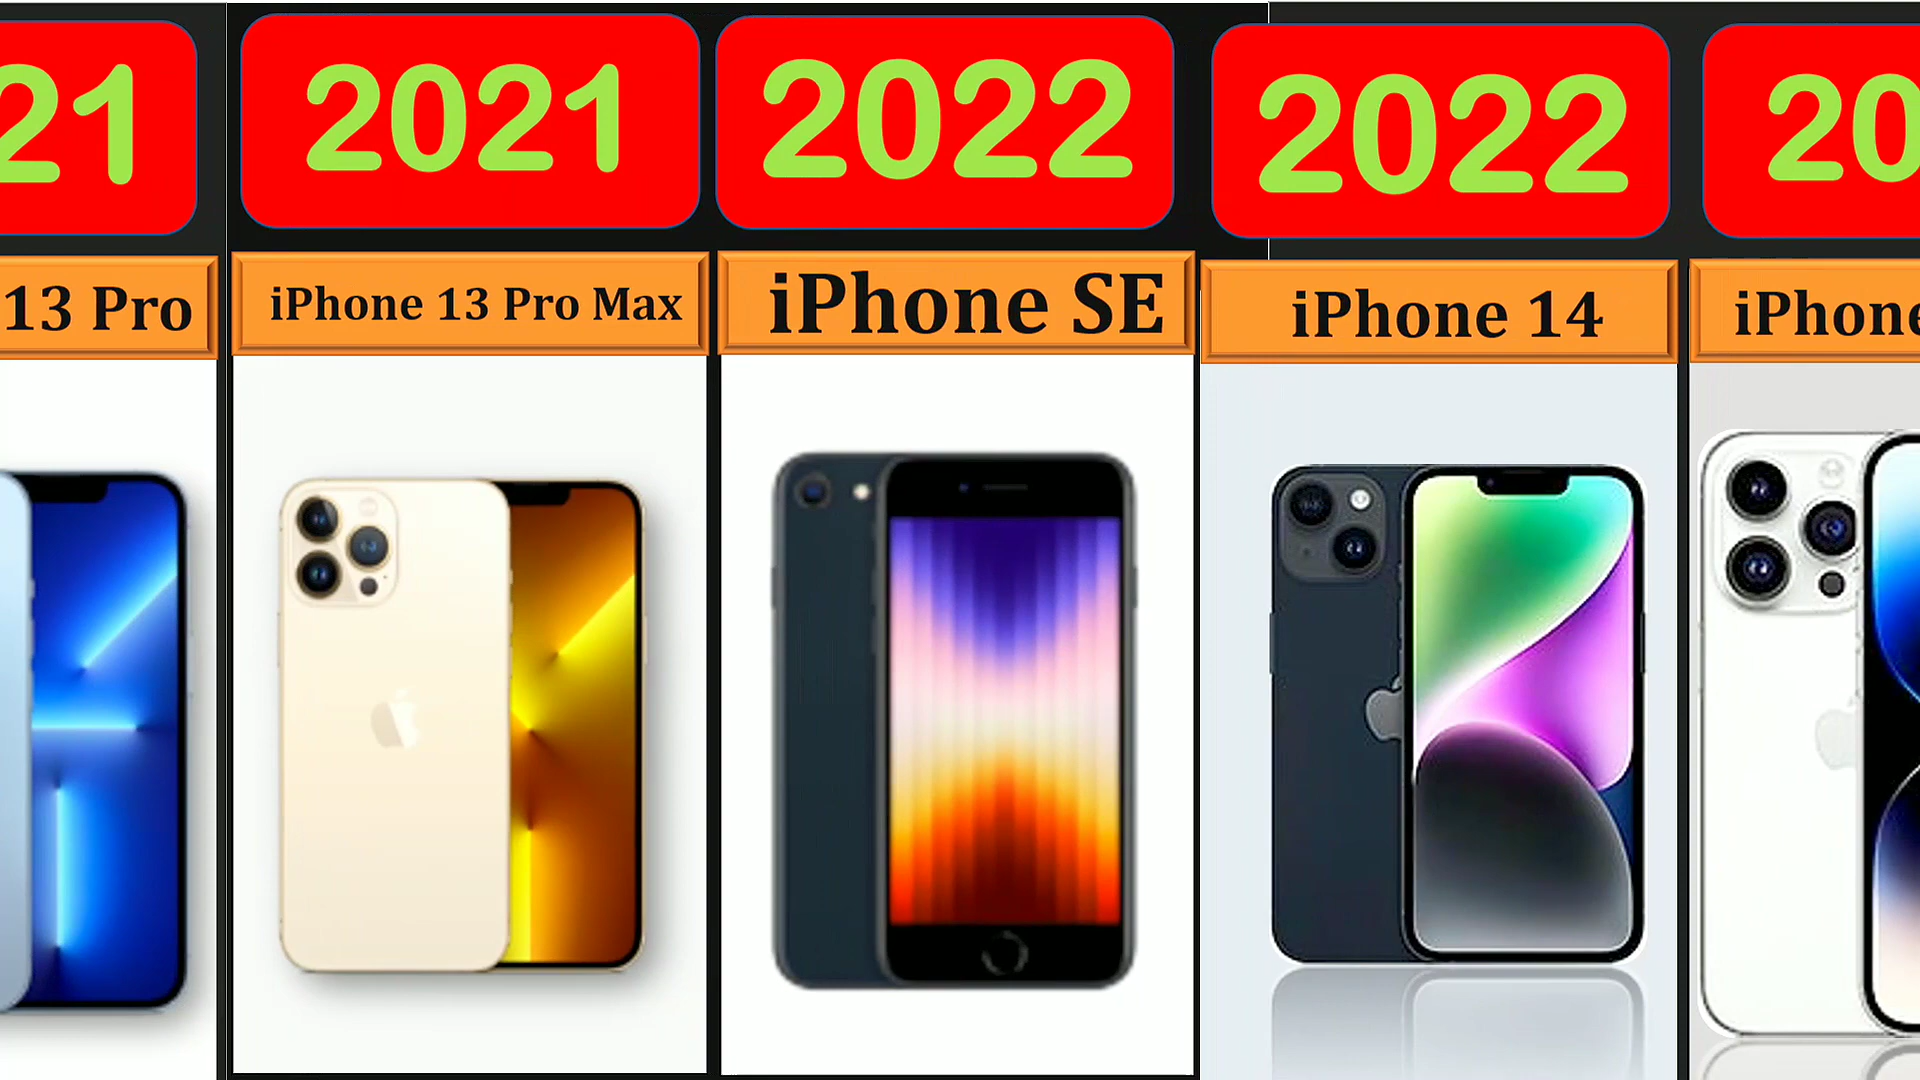 21
2021
2022
2022
20
13 Pro
iPhone 13 Pro Max
iPhone SE
iPhone 14
iPhone